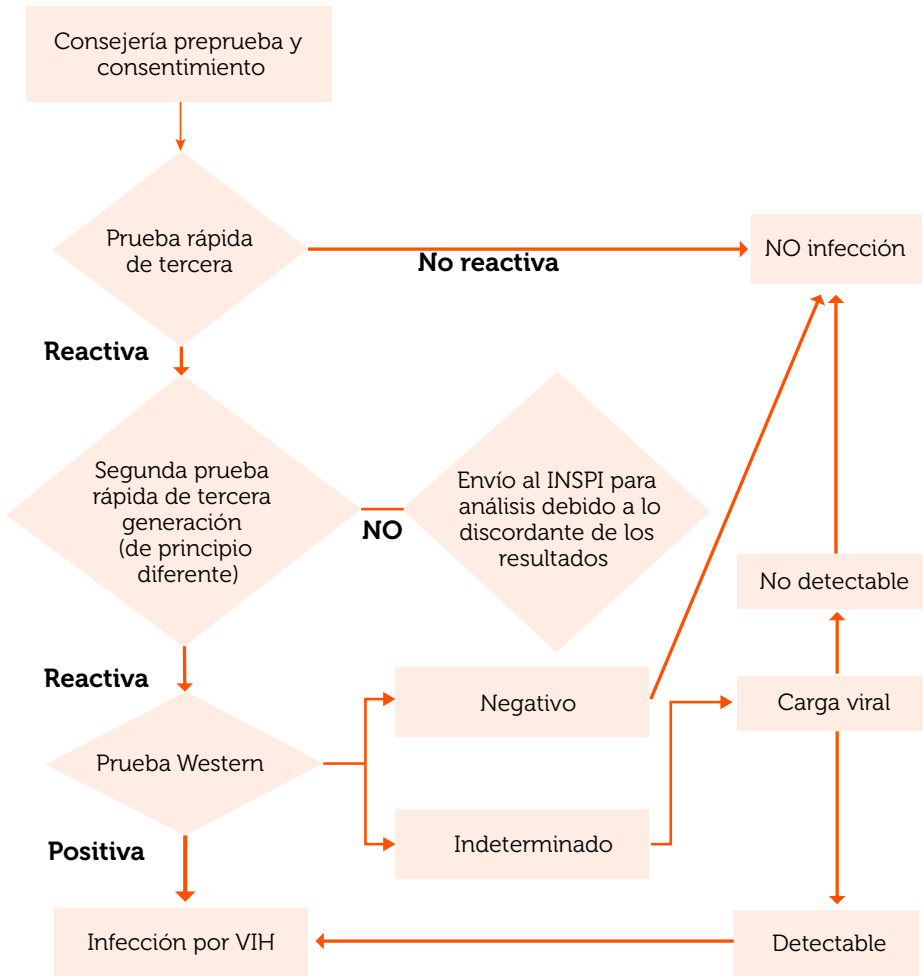 Consejería preprueba y
consentimiento
Prueba rápida
de tercera
No reactiva
NO infección
Reactiva
Segunda prueba
rápida de tercera
generación
(de principio
diferente)
NO
Envío al INSPI para
análisis debido a lo
discordante de los
resultados
No detectable
Reactiva
Negativo
Carga viral
Prueba Western
Indeterminado
Positiva
Infección por VIH
Detectable